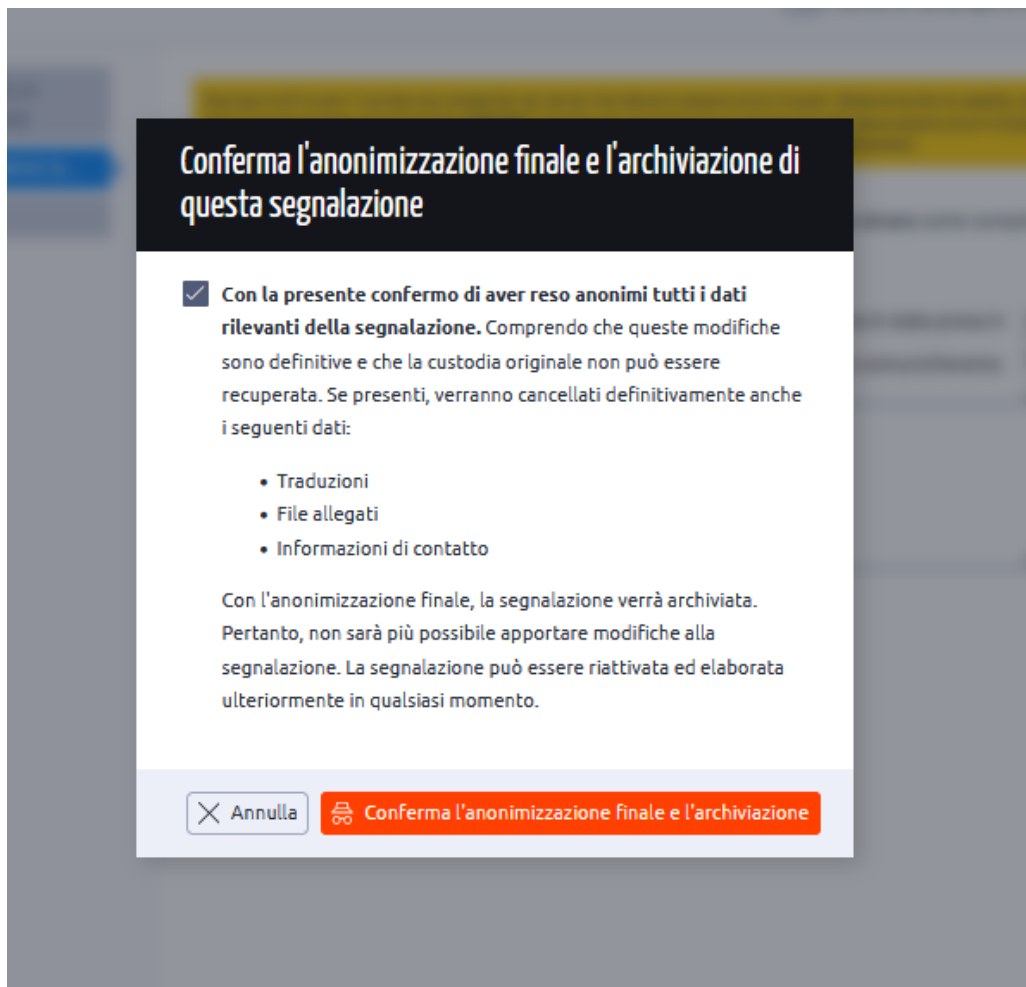 Conferma l'anonimizzazione finale e l'archiviazione di
questa segnalazione
Con la presente confermo di aver reso anonimi tutti i dati
rilevanti della segnalazione. Comprendo che queste modifiche
sono definitive e che la custodia originale non può essere
recuperata. Se presenti, verranno cancellati definitivamente anche
i seguenti dati:
• Traduzioni
• File allegati
• Informazioni di contatto
Con l'anonimizzazione finale, la segnalazione verrà archiviata.
Pertanto, non sarà più possibile apportare modifiche alla
segnalazione. La segnalazione può essere riattivata ed elaborata
ulteriormente in qualsiasi momento.
Annulla Conferma l'anonimizzazione finale e l'archiviazione